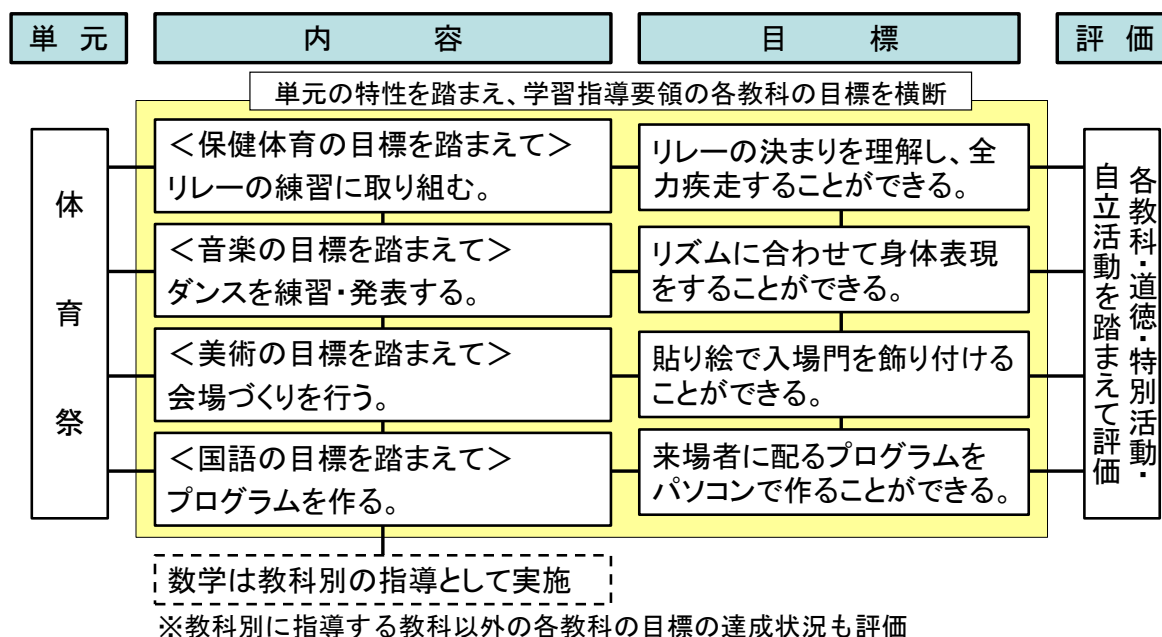 単 元
内 容
目 標
評 価
単元の特性を踏まえ、学習指導要領の各教科の目標を横断
体育祭
＜保健体育の目標を踏まえて＞
リレーの練習に取り組む。
リレーの決まりを理解し、全
力疾走することができる。
＜音楽の目標を踏まえて＞
ダンスを練習・発表する。
リズムに合わせて身体表現
をすることができる。
＜美術の目標を踏まえて＞
会場づくりを行う。
貼り絵で入場門を飾り付ける
ことができる。
＜国語の目標を踏まえて＞
プログラムを作る。
来場者に配るプログラムを
パソコンで作ることができる。
各教科・道徳・特別活動・
自立活動を踏まえて評価
数学は教科別の指導として実施
※教科別に指導する教科以外の各教科の目標の達成状況も評価